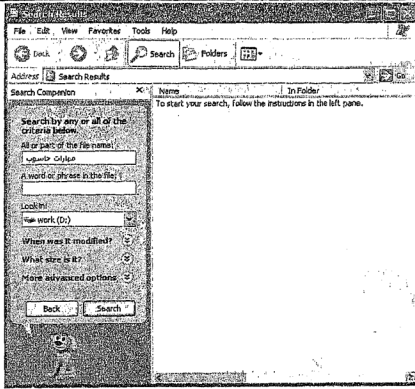 Search Results
File Edit View Favorites Tools Help
Back Search Folders
Address Search Results Go
Search Companion
Name In Folder
To start your search, follow the instructions in the left pane.
Search by any or all of the
criteria below.
All or part of the file name:
مهارات حاسوب
A word or phrase in the file:
Look in:
work (D:)
When was it modified?
What size is it?
More advanced options
Back Search